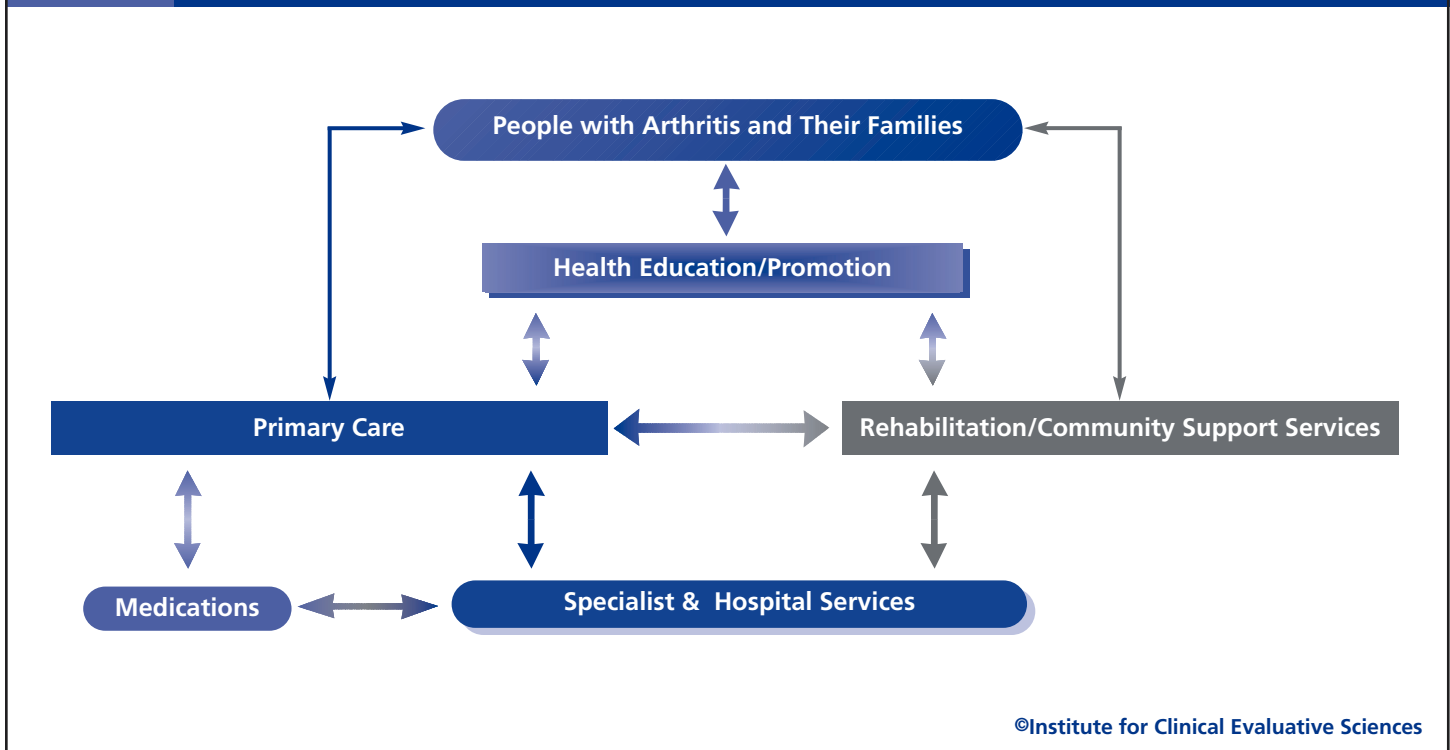 People with Arthritis and Their Families
Health Education/Promotion
Primary Care
Rehabilitation/Community Support Services
Medications
Specialist & Hospital Services
©Institute for Clinical Evaluative Sciences